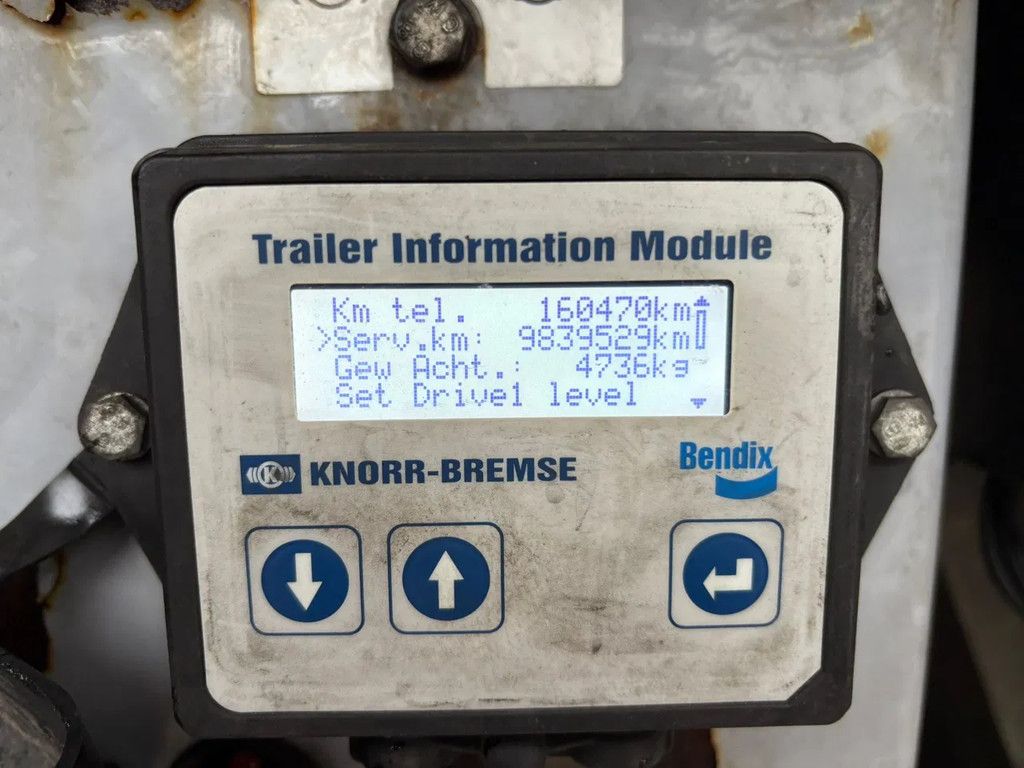 Trailer Information Module
Km tel. 160470km
>Serv.km: 9839529km
Gew Acht.: 4736kg
Set Drive1 level
K KNORR-BREMSE
Bendix